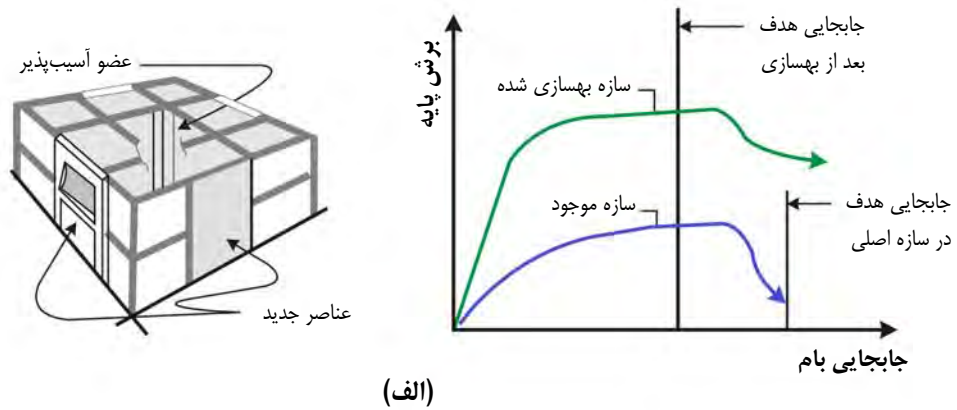 عضو آسیب‌پذیر
عناصر جدید
برش پایه
جابجایی هدف
بعد از بهسازی
سازه بهسازی شده
سازه موجود
جابجایی هدف
در سازه اصلی
جابجایی بام
(الف)